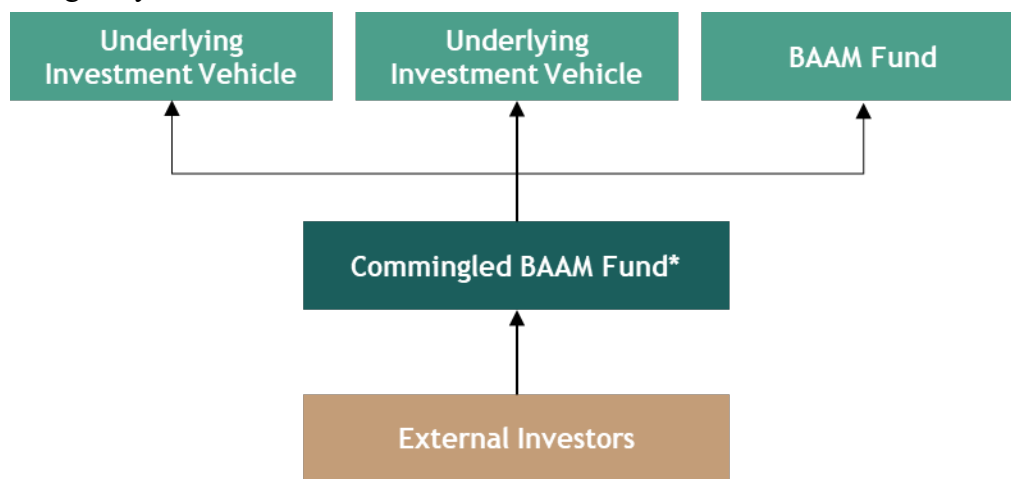 Underlying
Investment Vehicle
Underlying
Investment Vehicle
BAAM Fund
Commingled BAAM Fund*
External Investors